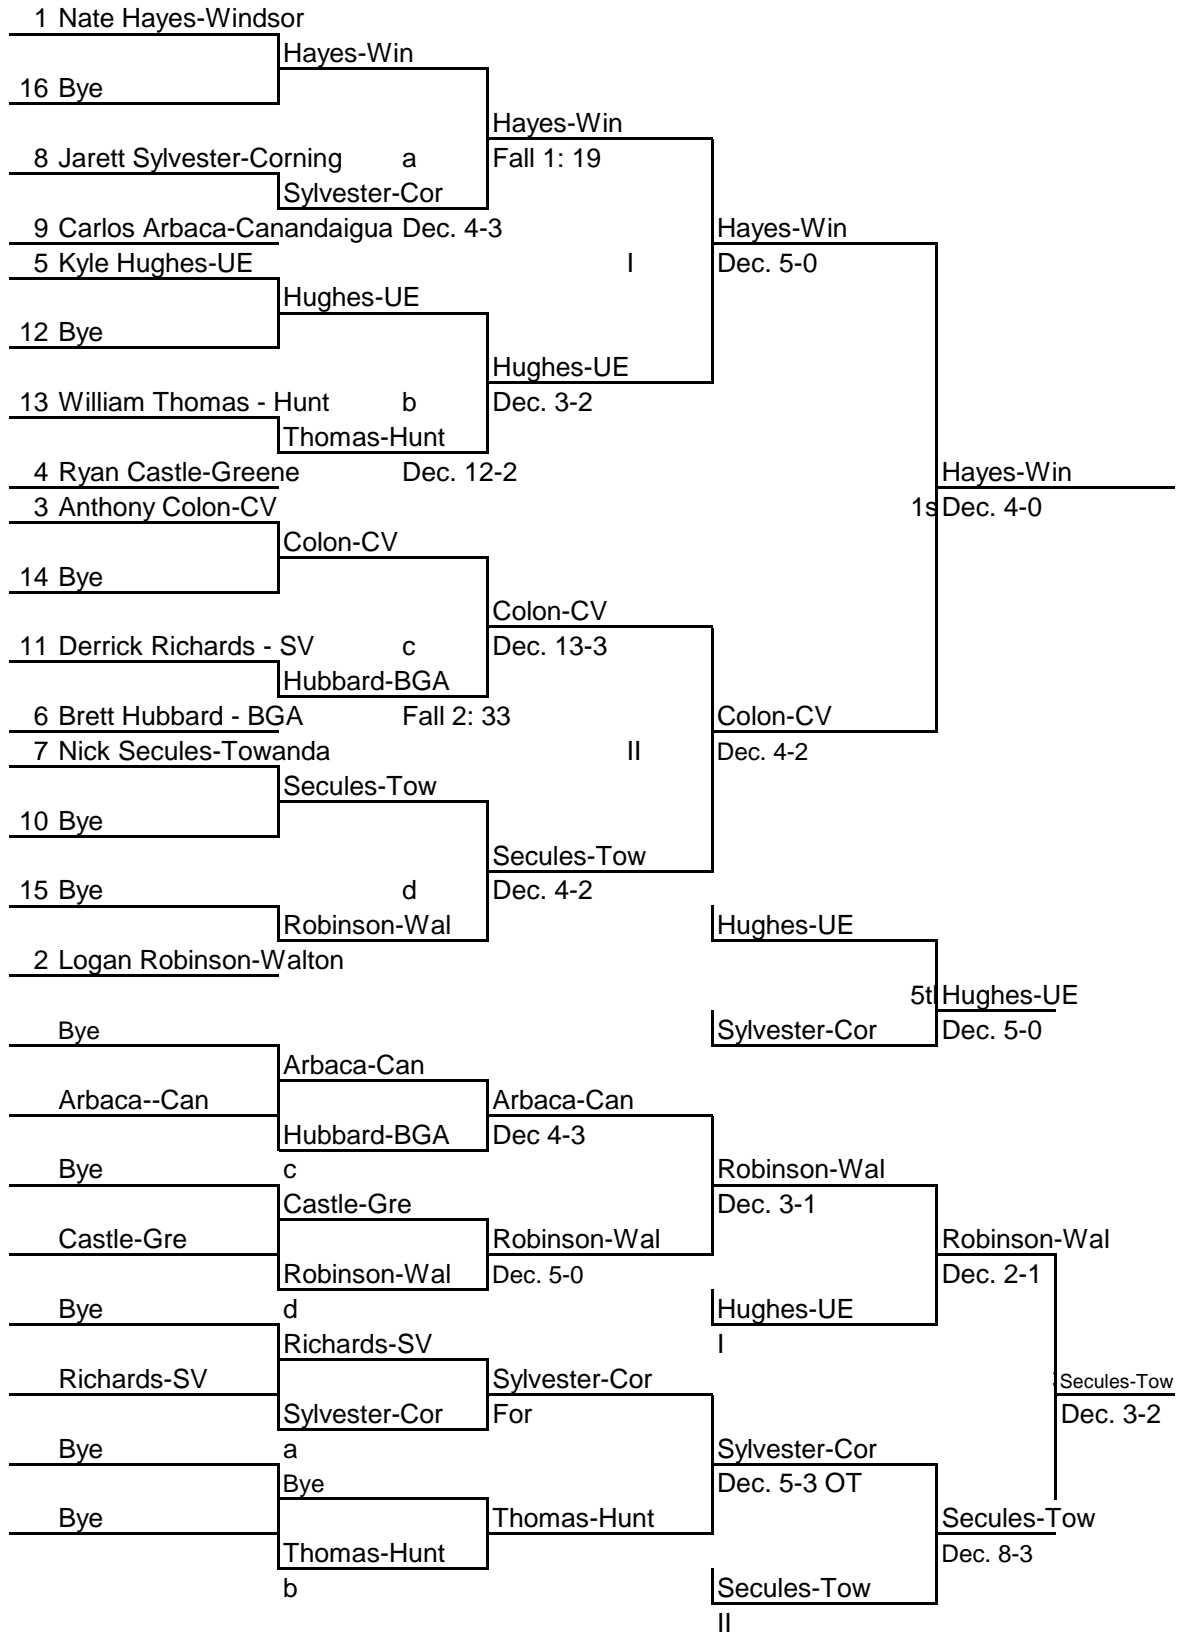 1 Nate Hayes-Windsor
Hayes-Win
16 Bye
Hayes-Win
8 Jarett Sylvester-Corning a Fall 1: 19
Sylvester-Cor
9 Carlos Arbaca-Canandaigua Dec. 4-3 Hayes-Win
5 Kyle Hughes-UE I Dec. 5-0
Hughes-UE
12 Bye
Hughes-UE
13 William Thomas - Hunt b Dec. 3-2
Thomas-Hunt
4 Ryan Castle-Greene Dec. 12-2 Hayes-Win
3 Anthony Colon-CV 1s Dec. 4-0
Colon-CV
14 Bye
Colon-CV
11 Derrick Richards - SV c Dec. 13-3
Hubbard-BGA
6 Brett Hubbard - BGA Fall 2: 33 Colon-CV
7 Nick Secules-Towanda II Dec. 4-2
Secules-Tow
10 Bye
Secules-Tow
15 Bye d Dec. 4-2
Robinson-Wal Hughes-UE
2 Logan Robinson-Walton
5t Hughes-UE
Bye Sylvester-Cor Dec. 5-0
Arbaca-Can
Arbaca--Can Arbaca-Can
Hubbard-BGA Dec 4-3
Bye c Robinson-Wal
Castle-Gre Dec. 3-1
Castle-Gre Robinson-Wal Robinson-Wal
Robinson-Wal Dec. 5-0 Dec. 2-1
Bye d Hughes-UE
Richards-SV I
Richards-SV Sylvester-Cor Secules-Tow
Sylvester-Cor For Dec. 3-2
Bye a Sylvester-Cor
Bye Dec. 5-3 OT
Bye Thomas-Hunt Secules-Tow
Thomas-Hunt Dec. 8-3
b Secules-Tow
II